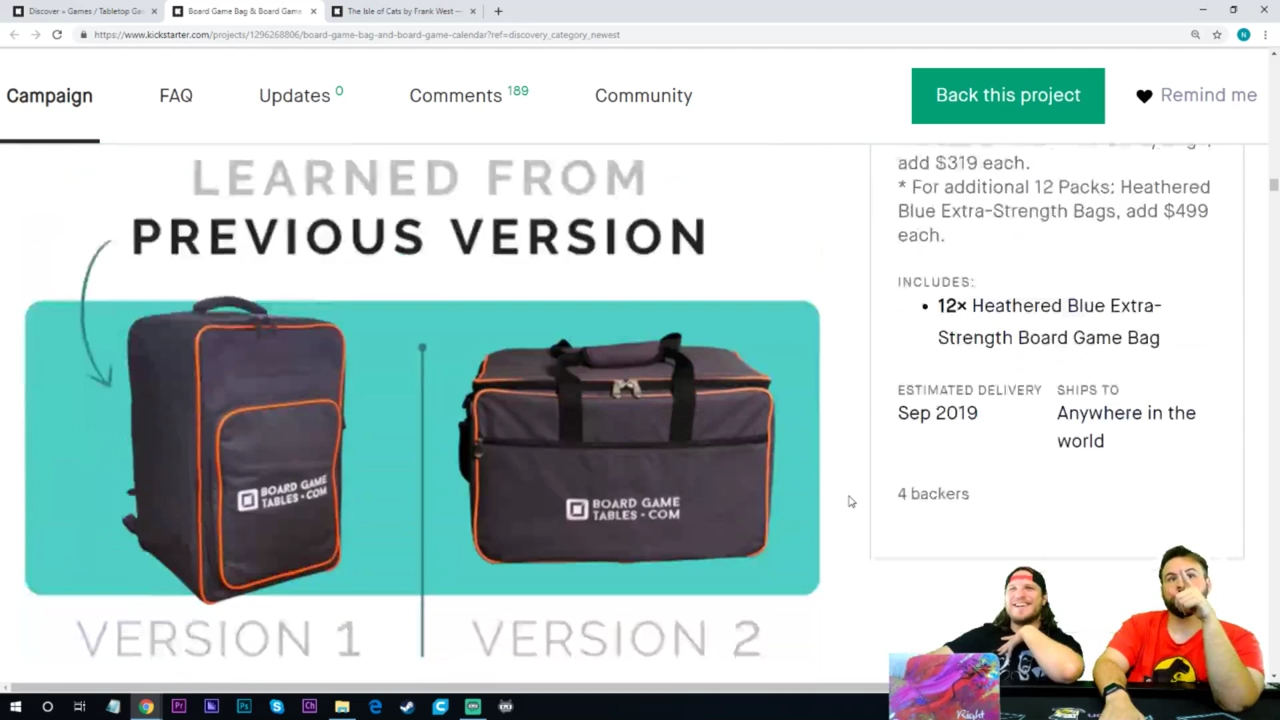 Discover » Games / Tabletop Ga
Board Game Bag & Board Game
The Isle of Cats by Frank West —
https://www.kickstarter.com/projects/1296268806/board-game-bag-and-board-game-calendar?ref=discovery_category_newest
N
Campaign
FAQ
Updates 0
Comments 189
Community
Back this project
Remind me
LEARNED FROM
PREVIOUS VERSION
BOARD GAME
TABLES.COM
BOARD GAME
TABLES.COM
VERSION 1
VERSION 2
add $319 each.
* For additional 12 Packs; Heathered
Blue Extra-Strength Bags, add $499
each.
INCLUDES:
• 12× Heathered Blue Extra-
Strength Board Game Bag
ESTIMATED DELIVERY
Sep 2019
SHIPS TO
Anywhere in the
world
4 backers
Right
Pr
Ps
Ch